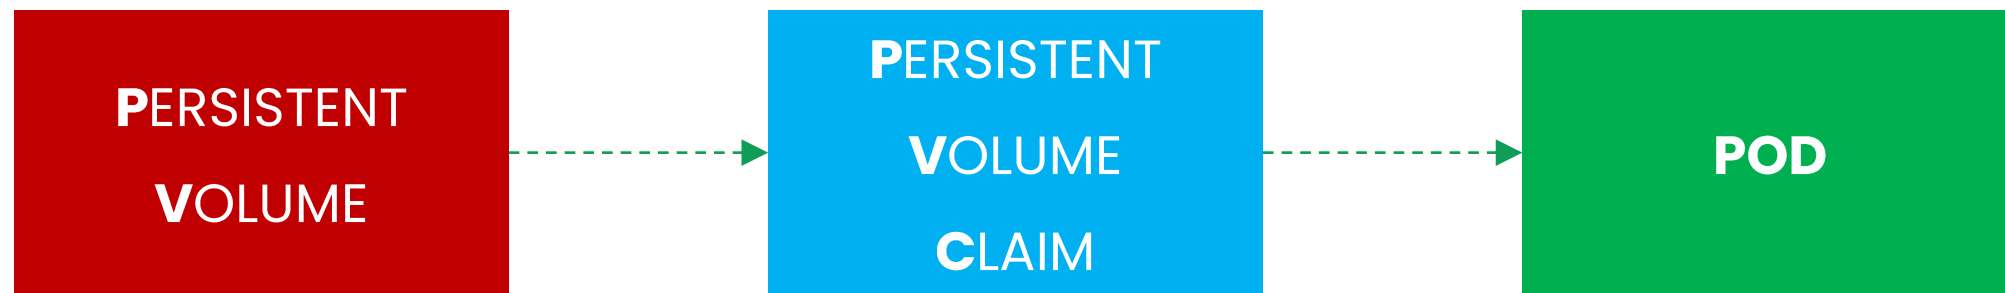 PERSISTENT
VOLUME
PERSISTENT
VOLUME
CLAIM
POD